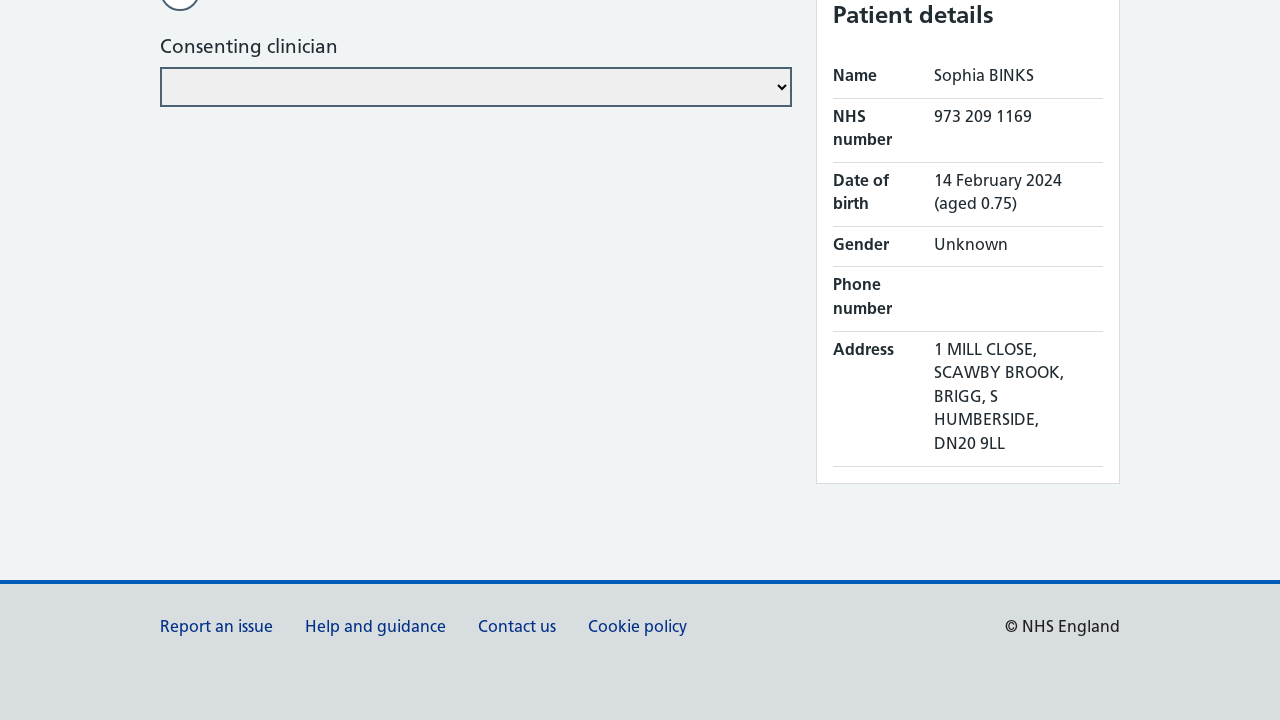 Consenting clinician
Patient details
Name Sophia BINKS
NHS number 973 209 1169
Date of birth 14 February 2024 (aged 0.75)
Gender Unknown
Phone number
Address 1 MILL CLOSE,
SCAWBY BROOK,
BRIGG, S
HUMBERSIDE,
DN20 9LL
Report an issue Help and guidance Contact us Cookie policy © NHS England